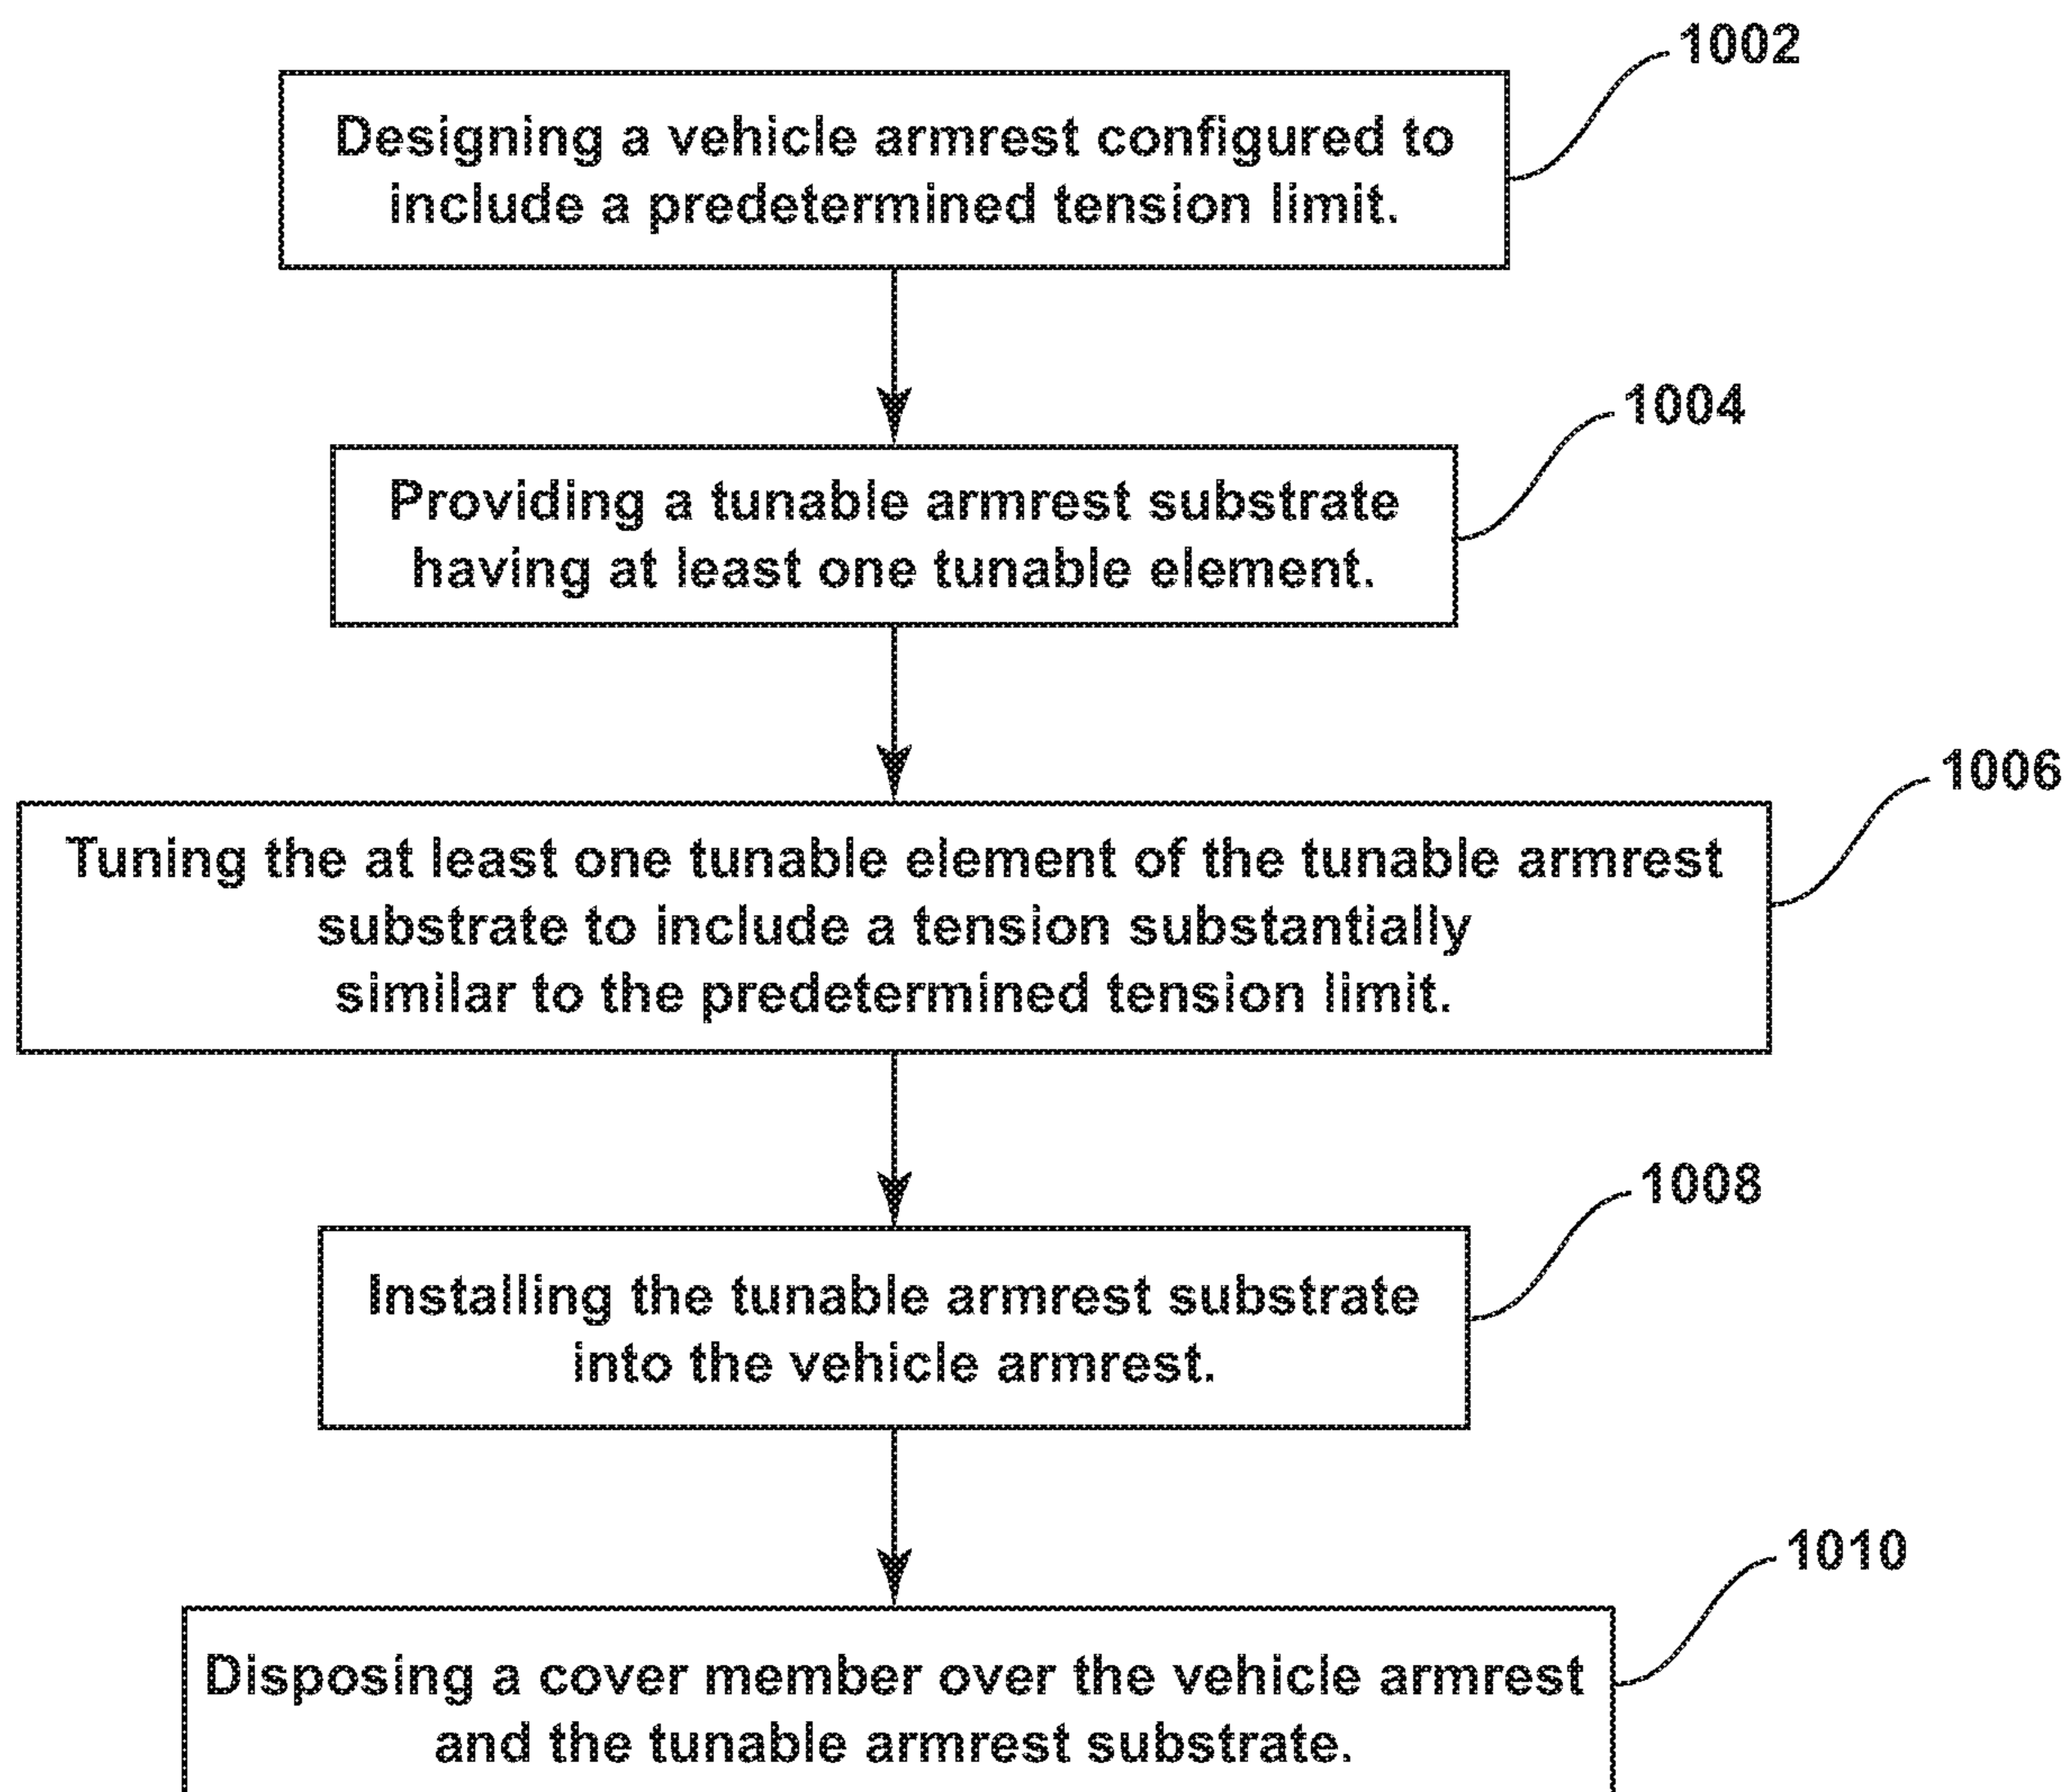 1002
Designing a vehicle armrest configured to
include a predetermined tension limit.
1004
Providing a tunable armrest substrate
having at least one tunable element.
1006
Tuning the at least one tunable element of the tunable armrest
substrate to include a tension substantially
similar to the predetermined tension limit.
1008
Installing the tunable armrest substrate
into the vehicle armrest.
1010
Disposing a cover member over the vehicle armrest
and the tunable armrest substrate.